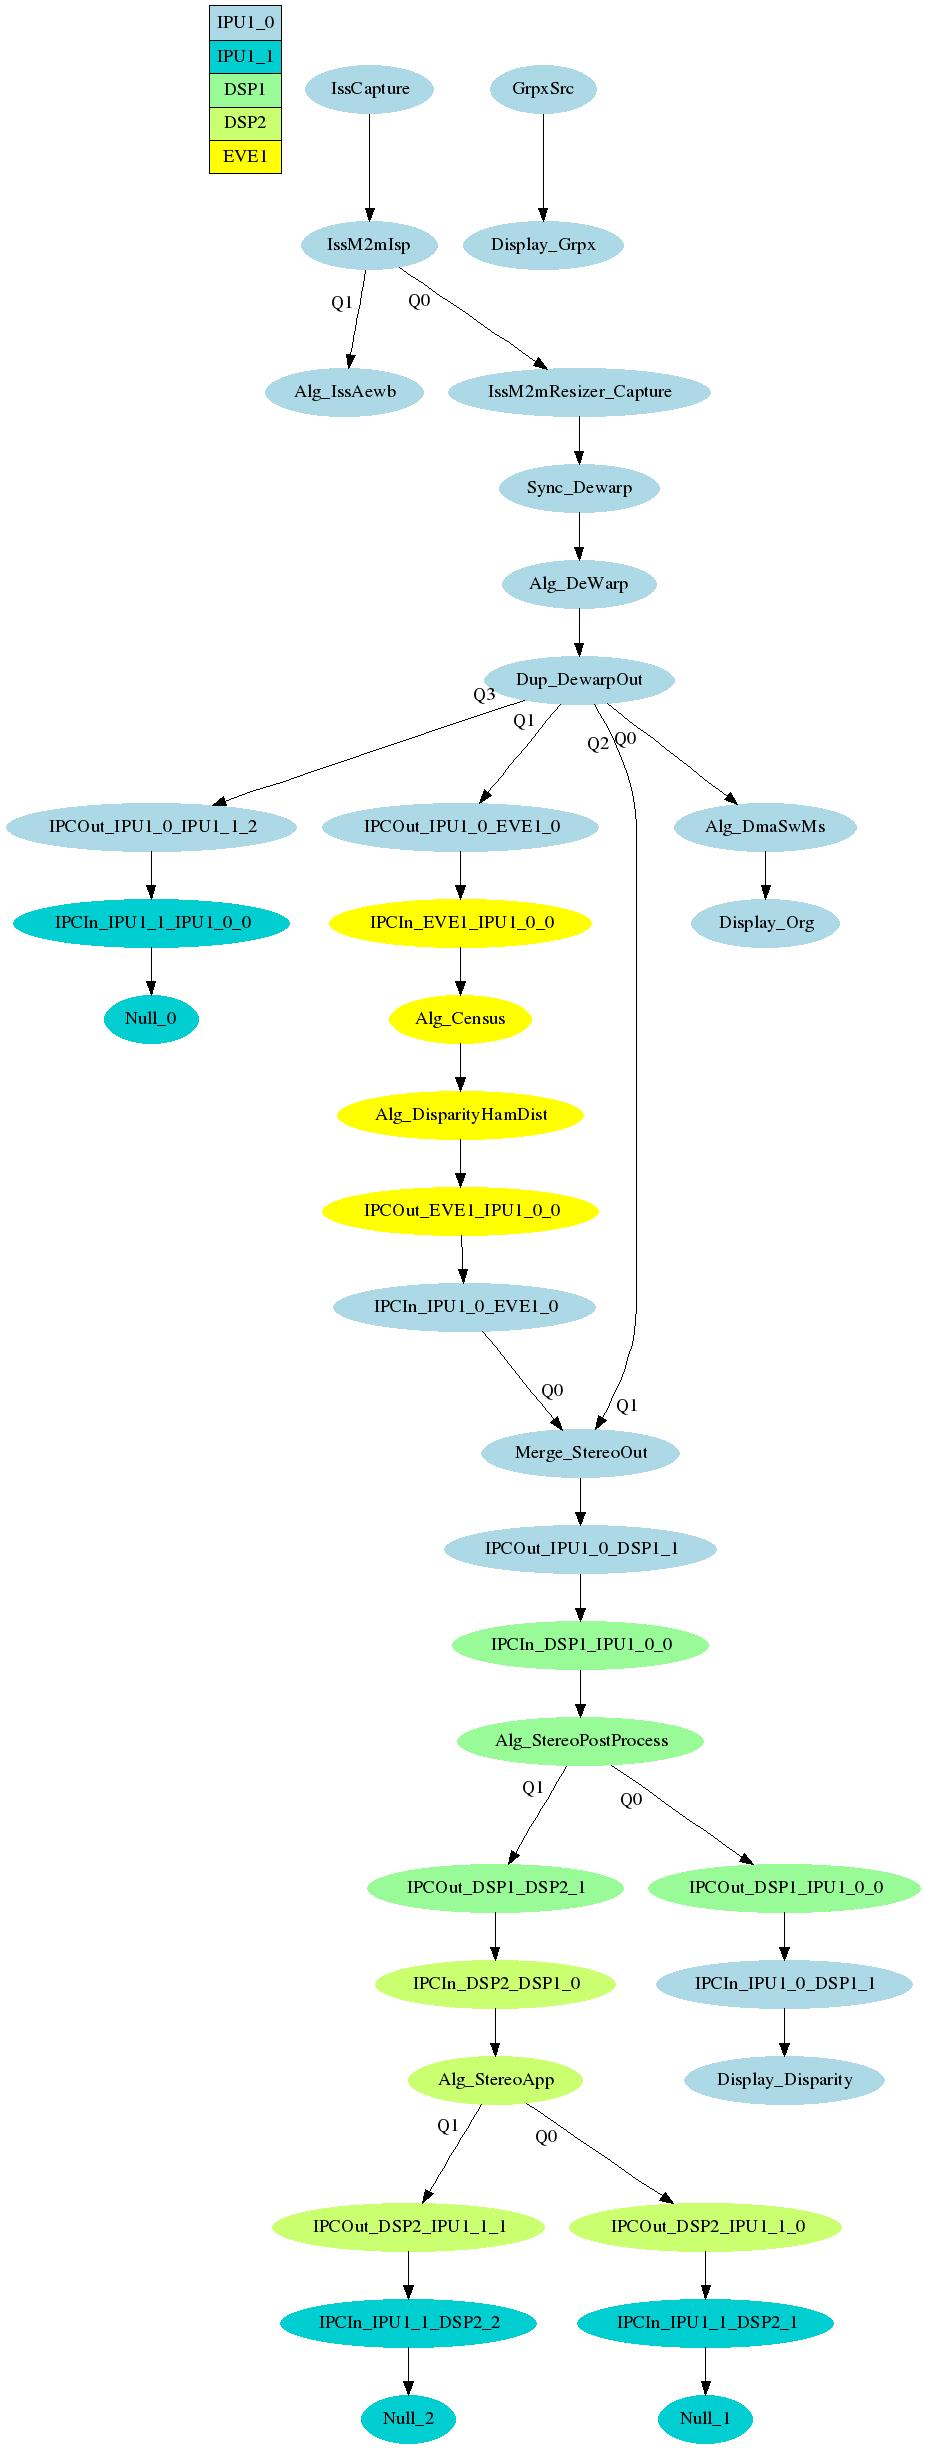 IPU1_0
IPU1_1
DSP1
DSP2
EVE1
IssCapture
GrpxSrc
IssM2mIsp
Display_Grpx
Q1
Q0
Alg_IssAewb
IssM2mResizer_Capture
Sync_Dewarp
Alg_DeWarp
Dup_DewarpOut
Q3
Q1
Q2
Q0
IPCOut_IPU1_0_IPU1_1_2
IPCOut_IPU1_0_EVE1_0
Alg_DmaSwMs
IPCIn_IPU1_1_IPU1_0_0
IPCIn_EVE1_IPU1_0_0
Display_Org
Null_0
Alg_Census
Alg_DisparityHamDist
IPCOut_EVE1_IPU1_0_0
IPCIn_IPU1_0_EVE1_0
Q0
Q1
Merge_StereoOut
IPCOut_IPU1_0_DSP1_1
IPCIn_DSP1_IPU1_0_0
Alg_StereoPostProcess
Q1
Q0
IPCOut_DSP1_DSP2_1
IPCOut_DSP1_IPU1_0_0
IPCIn_DSP2_DSP1_0
IPCIn_IPU1_0_DSP1_1
Alg_StereoApp
Display_Disparity
Q1
Q0
IPCOut_DSP2_IPU1_1_1
IPCOut_DSP2_IPU1_1_0
IPCIn_IPU1_1_DSP2_2
IPCIn_IPU1_1_DSP2_1
Null_2
Null_1